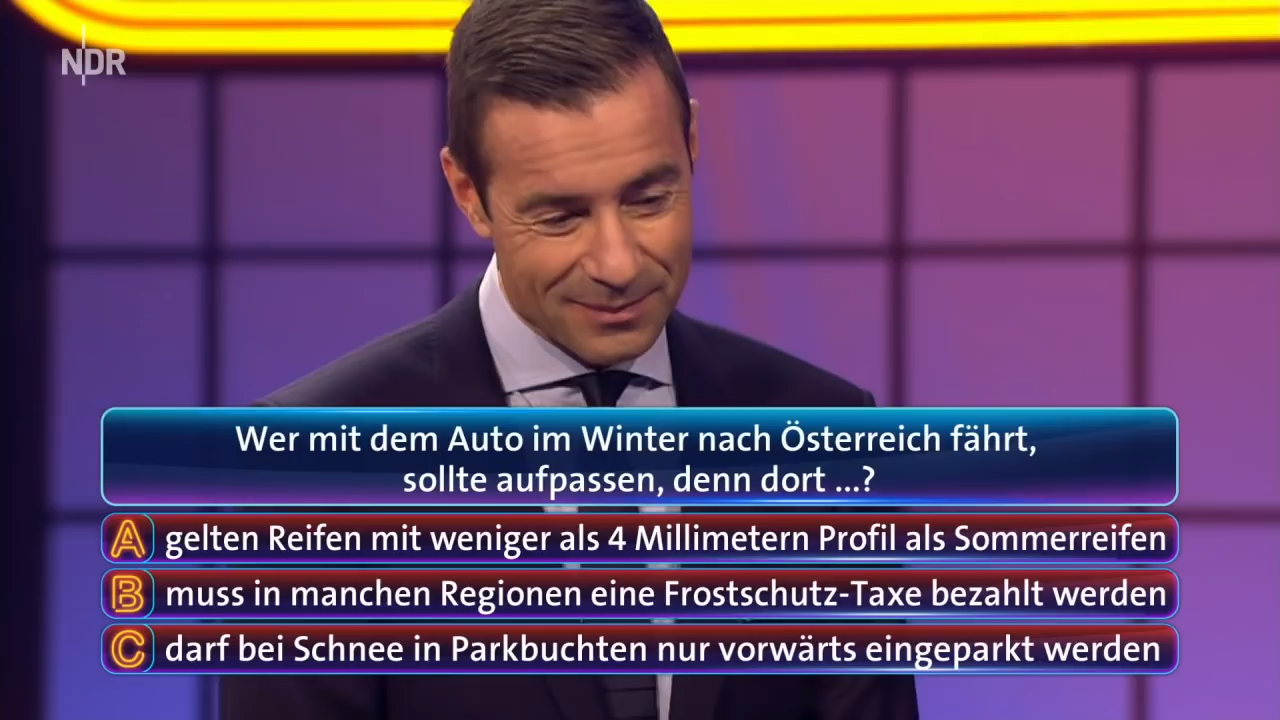 NDR
Wer mit dem Auto im Winter nach Österreich fährt,
sollte aufpassen, denn dort ...?
A gelten Reifen mit weniger als 4 Millimetern Profil als Sommerreifen
B muss in manchen Regionen eine Frostschutz-Taxe bezahlt werden
C darf bei Schnee in Parkbuchten nur vorwärts eingeparkt werden